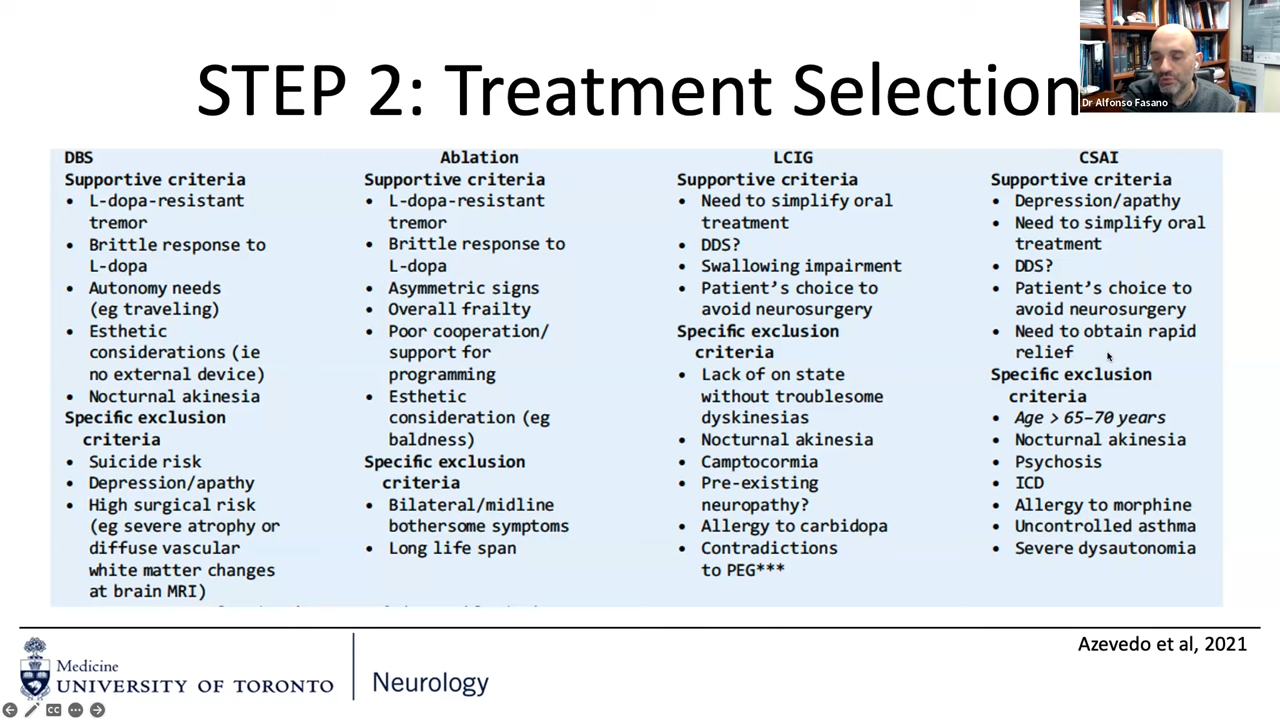 STEP 2: Treatment Selection
Dr Alfonso Fasano
DBS
Supportive criteria
• L-dopa-resistant
tremor
• Brittle response to
L-dopa
• Autonomy needs
(eg traveling)
• Esthetic
considerations (ie
no external device)
• Nocturnal akinesia
Specific exclusion
criteria
• Suicide risk
• Depression/apathy
• High surgical risk
(eg severe atrophy or
diffuse vascular
white matter changes
at brain MRI)
Ablation
Supportive criteria
• L-dopa-resistant
tremor
• Brittle response to
L-dopa
• Asymmetric signs
• Overall frailty
• Poor cooperation/
support for
programming
• Esthetic
consideration (eg
baldness)
Specific exclusion
criteria
• Bilateral/midline
bothersome symptoms
• Long life span
LCIG
Supportive criteria
• Need to simplify oral
treatment
• DDS?
• Swallowing impairment
• Patient’s choice to
avoid neurosurgery
Specific exclusion
criteria
• Lack of on state
without troublesome
dyskinesias
• Nocturnal akinesia
• Camptocormia
• Pre-existing
neuropathy?
• Allergy to carbidopa
• Contradictions
to PEG***
CSAI
Supportive criteria
• Depression/apathy
• Need to simplify oral
treatment
• DDS?
• Patient’s choice to
avoid neurosurgery
• Need to obtain rapid
relief
Specific exclusion
criteria
• Age > 65–70 years
• Nocturnal akinesia
• Psychosis
• ICD
• Allergy to morphine
• Uncontrolled asthma
• Severe dysautonomia
Azevedo et al, 2021
Medicine
UNIVERSITY OF TORONTO
Neurology
CC